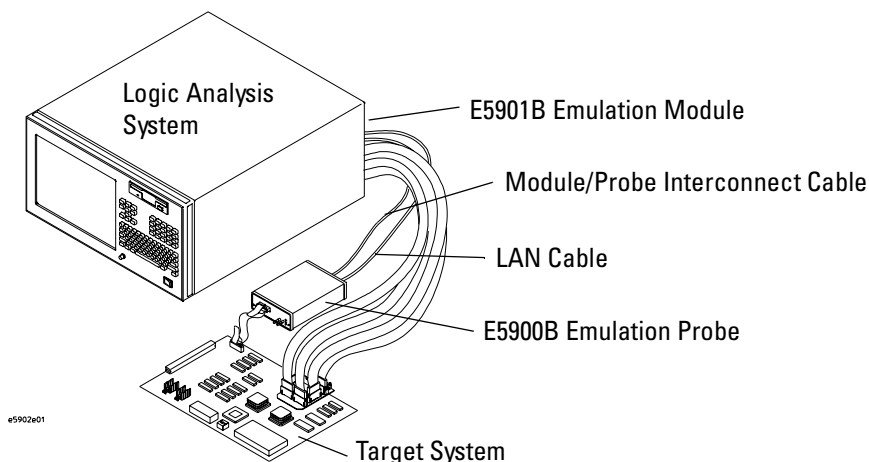 Logic Analysis
System
E5901B Emulation Module
Module/Probe Interconnect Cable
LAN Cable
E5900B Emulation Probe
e5902e01
Target System